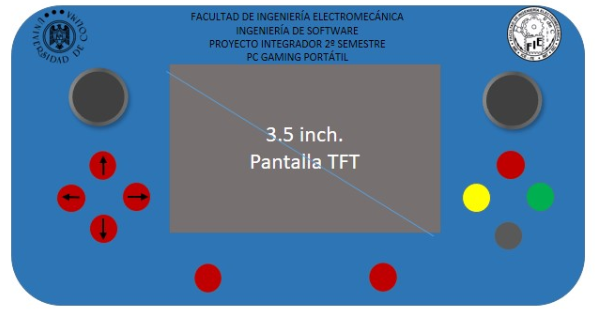 UNIVERSIDAD DE COLIMA
FACULTAD DE INGENIERÍA ELECTROMECÁNICA
INGENIERÍA DE SOFTWARE
PROYECTO INTEGRADOR 2º SEMESTRE
PC GAMING PORTÁTIL
FIE
3.5 inch.
Pantalla TFT